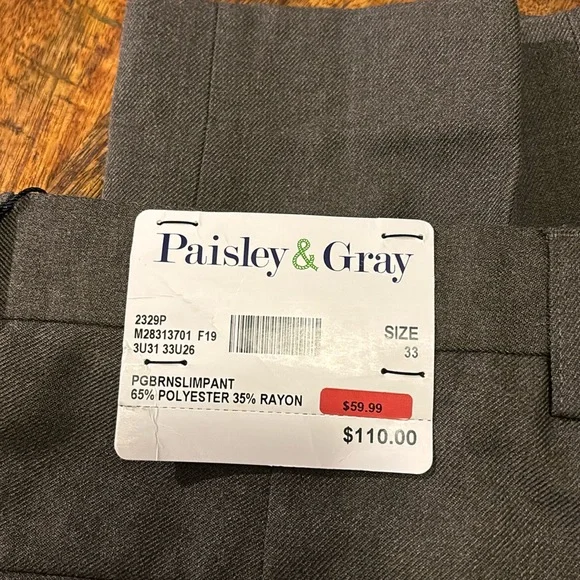 Paisley & Gray
2329P
M28313701 F19
3U31 33U26
SIZE
33
PGBRNSLIMPANT
65% POLYESTER 35% RAYON
$59.99
$110.00